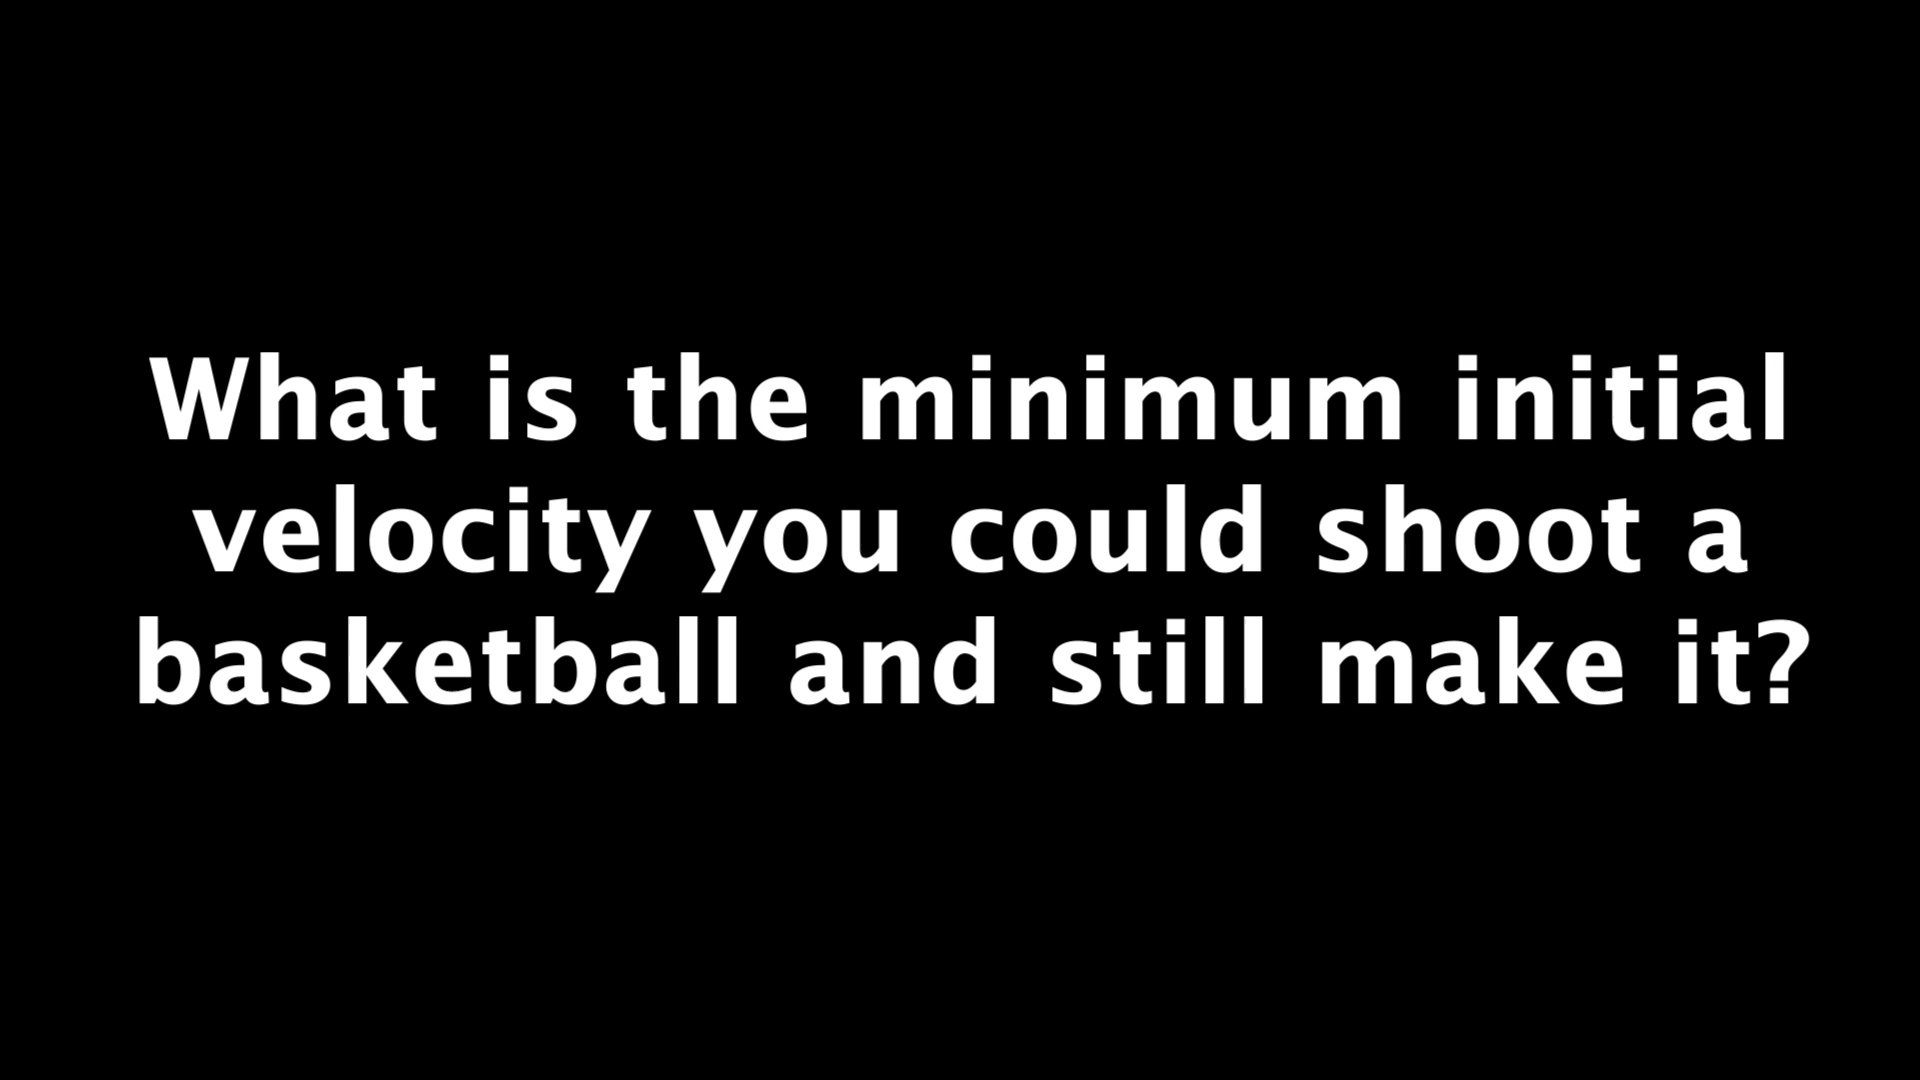 What is the minimum initial
velocity you could shoot a
basketball and still make it?